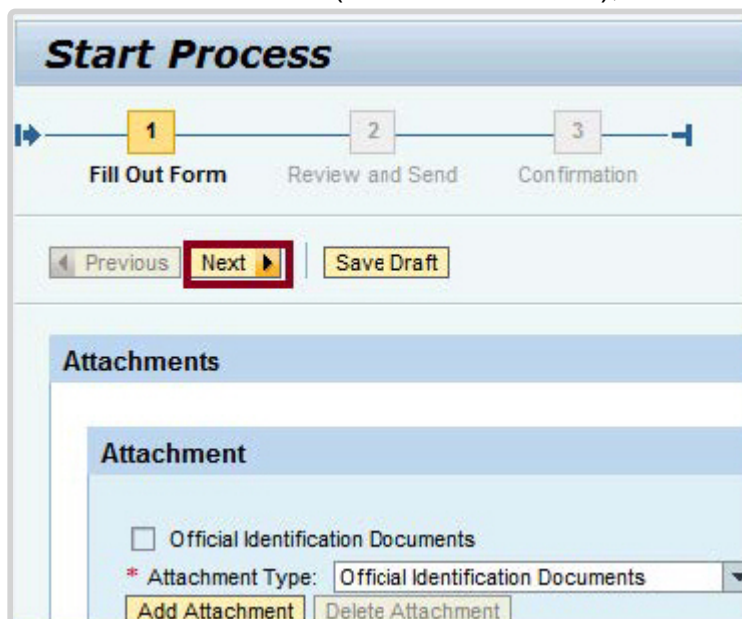 Start Process
1 2 3
Fill Out Form Review and Send Confirmation
Previous Next Save Draft
Attachments
Attachment
Official Identification Documents
* Attachment Type: Official Identification Documents
Add Attachment Delete Attachment